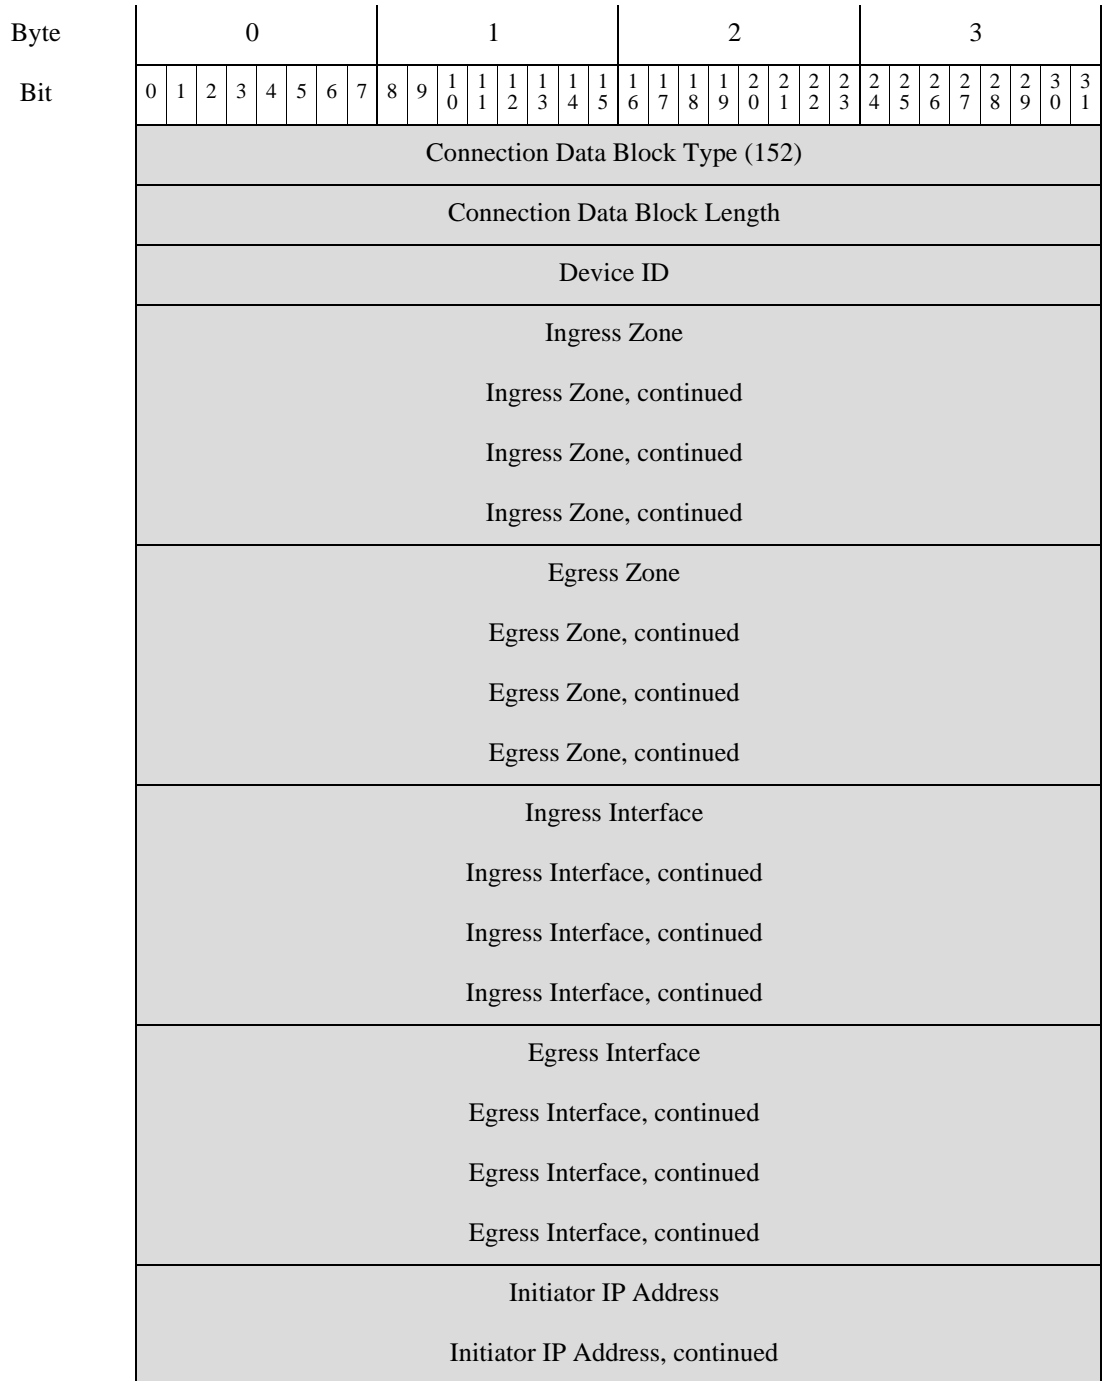 Byte 0 1 2 3
Bit 0 1 2 3 4 5 6 7 8 9 10 11 12 13 14 15 16 17 18 19 20 21 22 23 24 25 26 27 28 29 30 31
Connection Data Block Type (152)
Connection Data Block Length
Device ID
Ingress Zone
Ingress Zone, continued
Ingress Zone, continued
Ingress Zone, continued
Egress Zone
Egress Zone, continued
Egress Zone, continued
Egress Zone, continued
Ingress Interface
Ingress Interface, continued
Ingress Interface, continued
Ingress Interface, continued
Egress Interface
Egress Interface, continued
Egress Interface, continued
Egress Interface, continued
Initiator IP Address
Initiator IP Address, continued